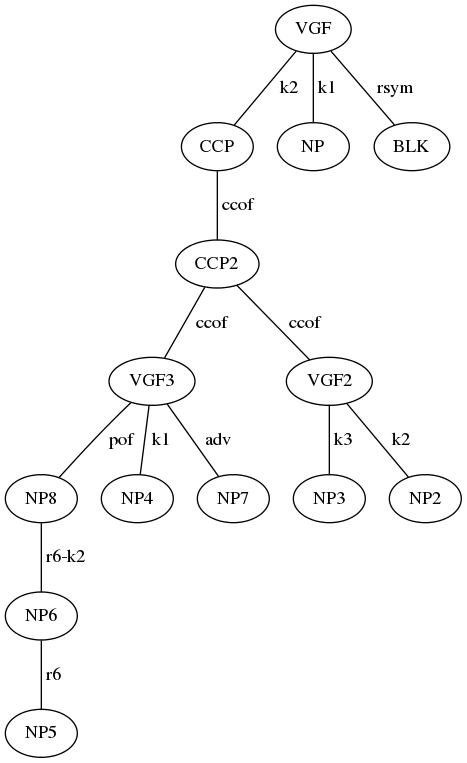 VGF
k2 k1 rsym
CCP NP BLK
ccof
CCP2
ccof ccof
VGF3 VGF2
pof k1 adv k3 k2
NP8 NP4 NP7 NP3 NP2
r6-k2
NP6
r6
NP5